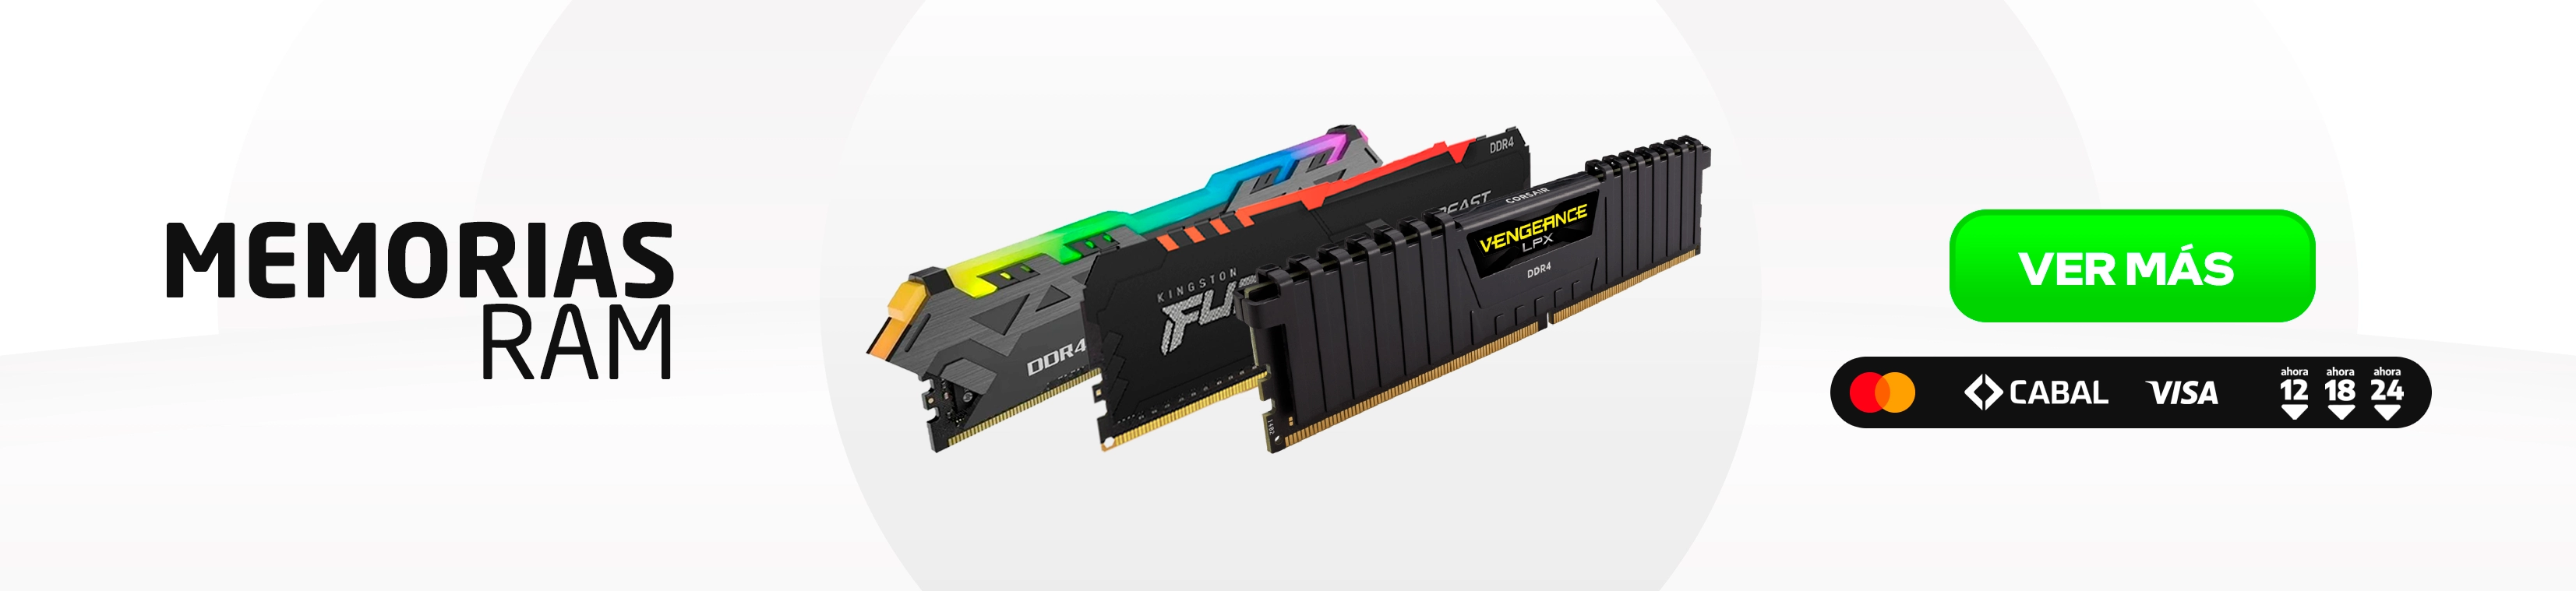 MEMORIAS
RAM
DDR4
KINGSTON
DDR4
CORSAIR
VENGEANCE
LPX
DDR4
VER MÁS
CABAL VISA
ahora 12 ahora 18 ahora 24